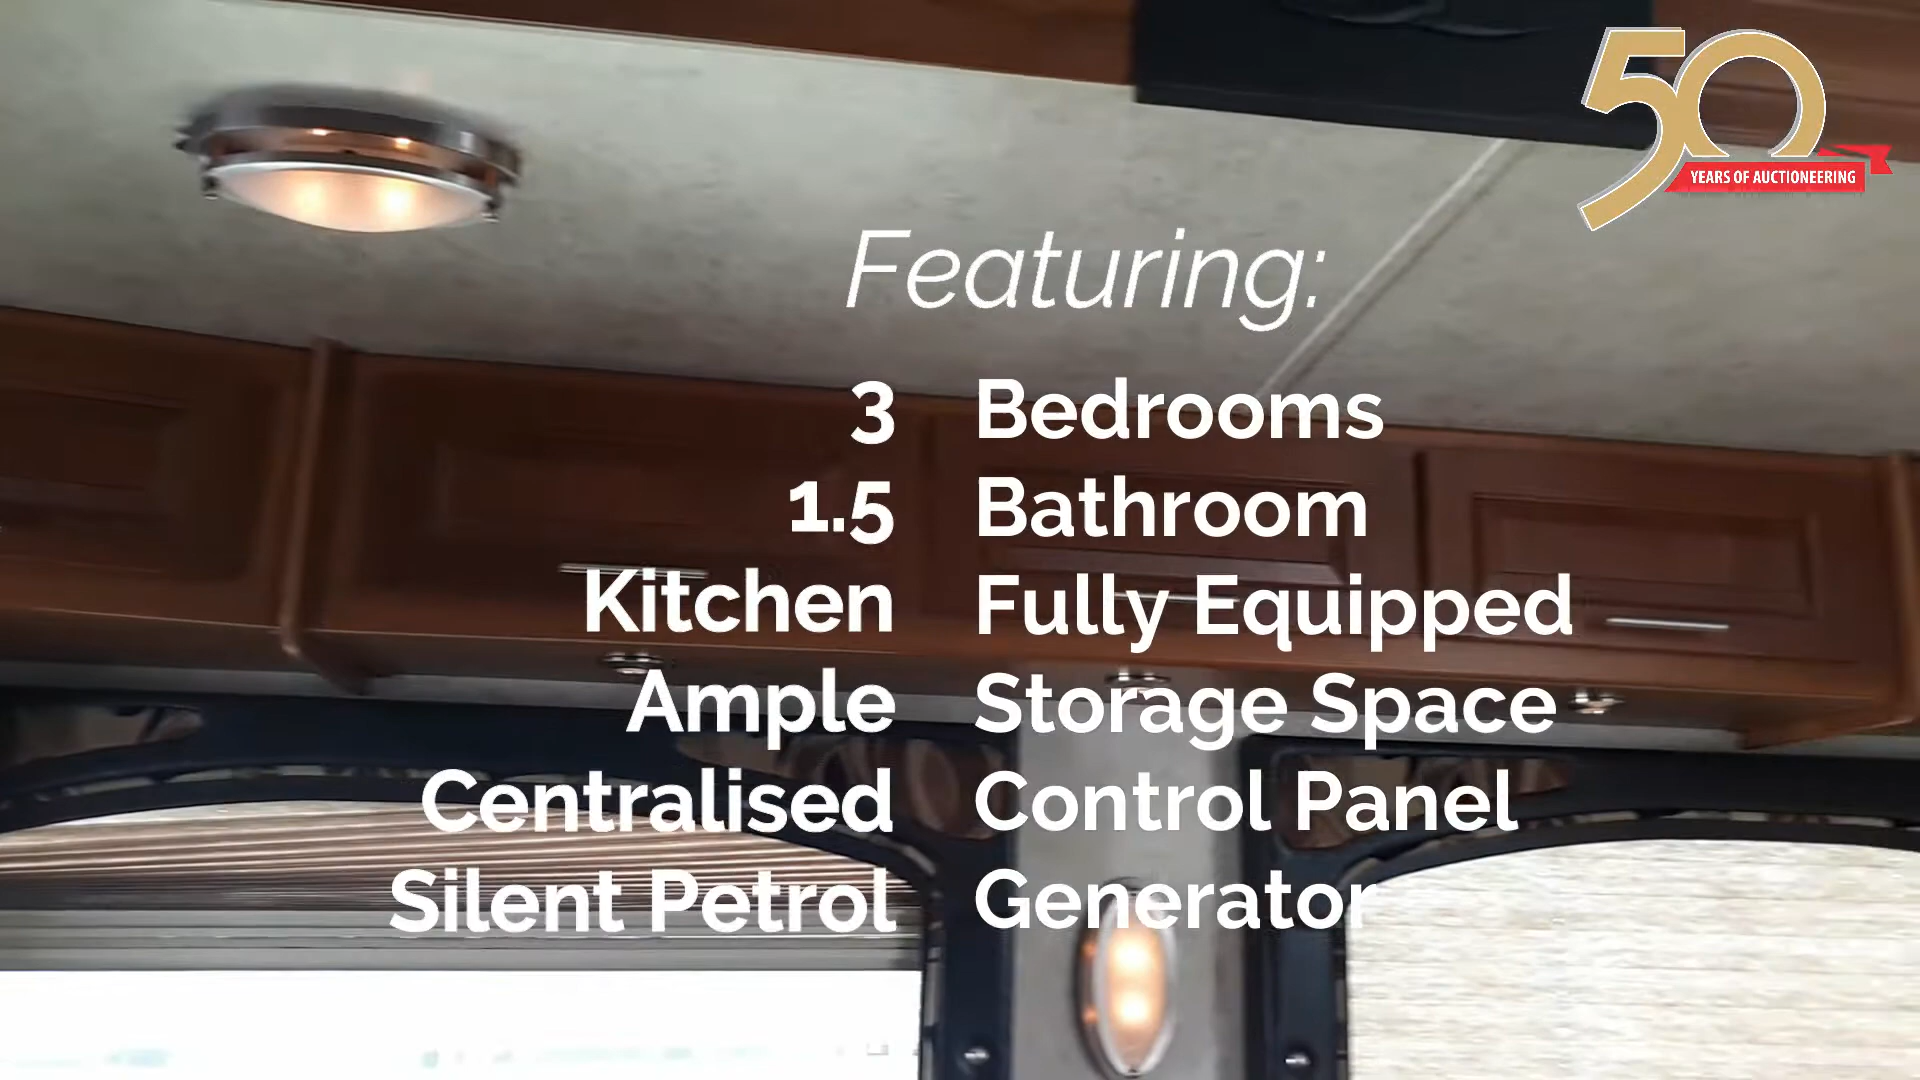 50
YEARS OF AUCTIONEERING
Featuring:
3 Bedrooms
1.5 Bathroom
Kitchen Fully Equipped
Ample Storage Space
Centralised Control Panel
Silent Petrol Generator